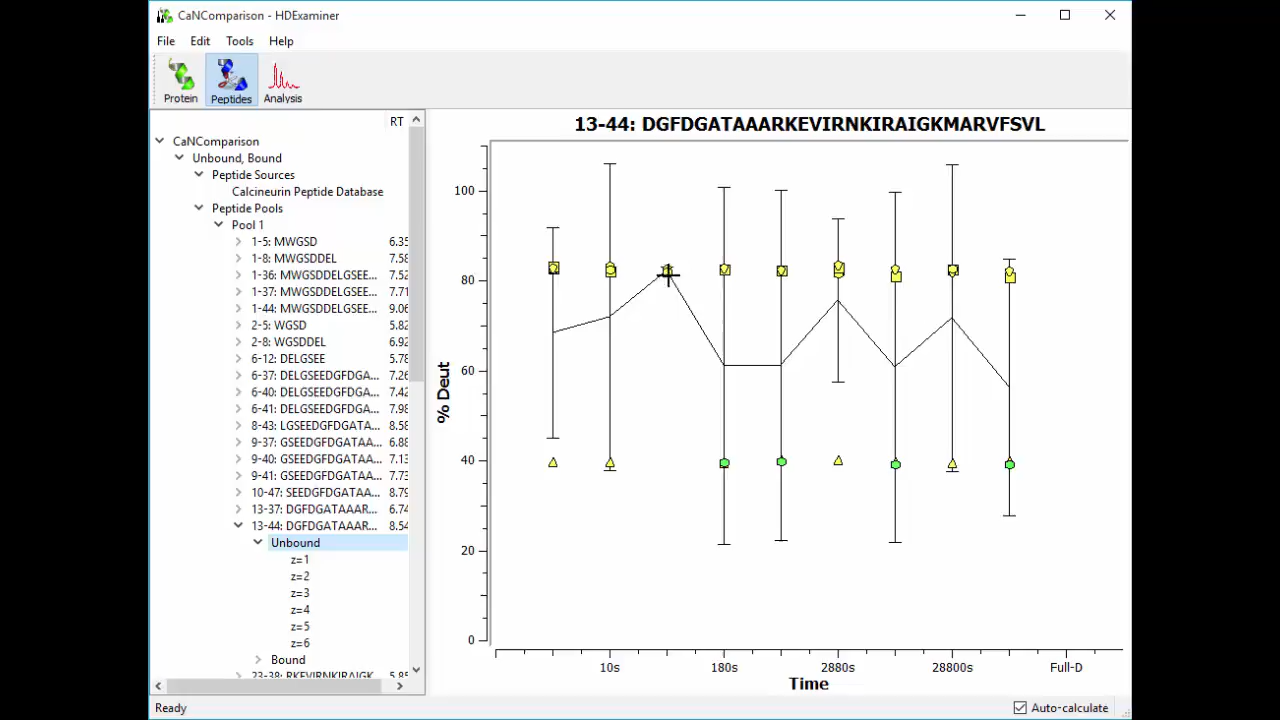 CaNComparison - HDExaminer
File Edit Tools Help
Protein Peptides Analysis
RT
CaNComparison
Unbound, Bound
Peptide Sources
Calcineurin Peptide Database
Peptide Pools
Pool 1
1-5: MWGSD 6.35
1-8: MWGSDDEL 7.58
1-36: MWGSDDELGSEE... 7.52
1-37: MWGSDDELGSEE... 7.71
1-44: MWGSDDELGSEE... 9.06
2-5: WGSD 5.82
2-8: WGSDDEL 6.92
6-12: DELGSEE 5.78
6-37: DELGSEEDGFDGA... 7.26
6-40: DELGSEEDGFDGA... 7.42
6-41: DELGSEEDGFDGA... 7.98
8-43: LGSEEDGFDGATA... 8.58
9-37: GSEEDGFDGATAA... 6.88
9-40: GSEEDGFDGATAA... 7.13
9-41: GSEEDGFDGATAA... 7.73
10-47: SEEDGFDGATAA... 8.79
13-37: DGFDGATAAAR... 6.74
13-44: DGFDGATAAAR... 8.54
Unbound
z=1
z=2
z=3
z=4
z=5
z=6
Bound
23-38: RKEVIRNKIRAIGK 5.85
13-44: DGFDGATAAARKEVIRNKIRAIGKMARVFSVL
% Deut
100
80
60
40
20
0
10s 180s 2880s 28800s Full-D
Time
Ready
Auto-calculate